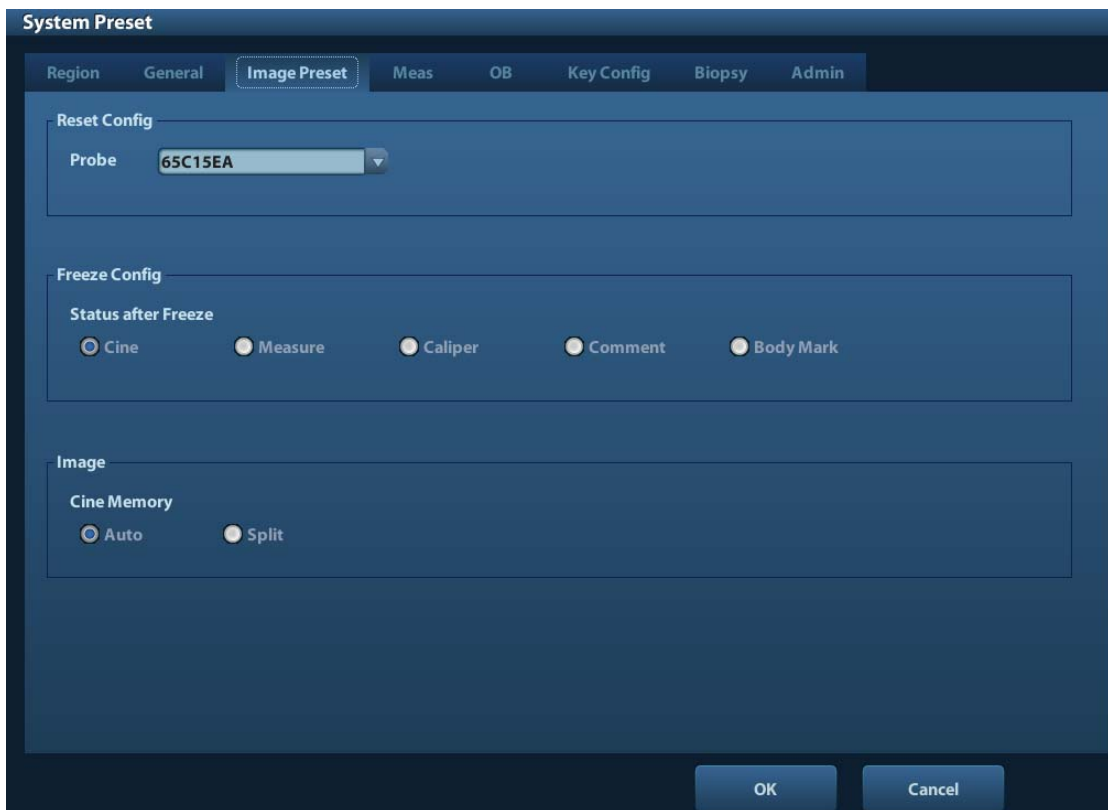 System Preset
Region General Image Preset Meas OB Key Config Biopsy Admin
Reset Config
Probe 65C15EA
Freeze Config
Status after Freeze
Cine Measure Caliper Comment Body Mark
Image
Cine Memory
Auto Split
OK Cancel